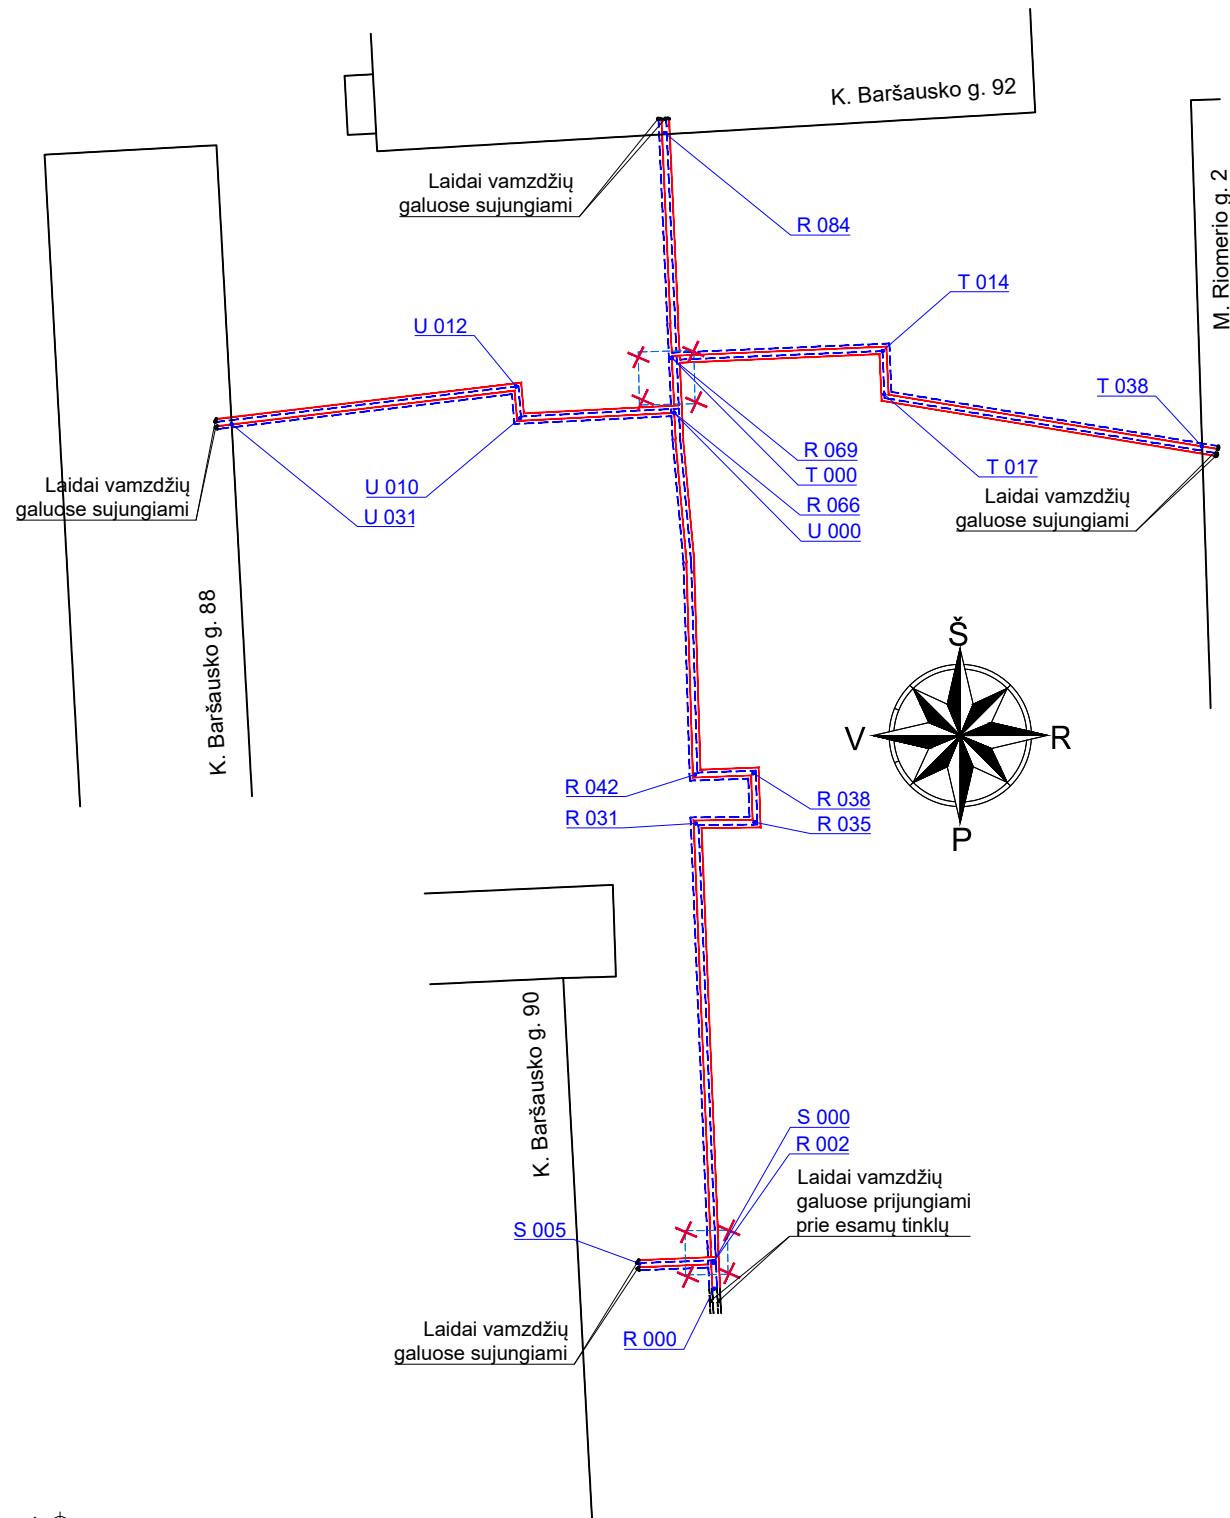 K. Baršausko g. 92
Laidai vamzdžių
galuose sujungiami
R 084
M. Riomerio g. 2
T 014
U 012
T 038
R 069
T 000
T 017
R 066
U 000
Laidai vamzdžių
galuose sujungiami
U 010
U 031
Laidai vamzdžių
galuose sujungiami
K. Baršausko g. 88
Š
V
R
P
R 042
R 038
R 031
R 035
K. Baršausko g. 90
S 000
R 002
Laidai vamzdžių
galuose prijungiami
prie esamų tinklų
S 005
Laidai vamzdžių
galuose sujungiami
R 000